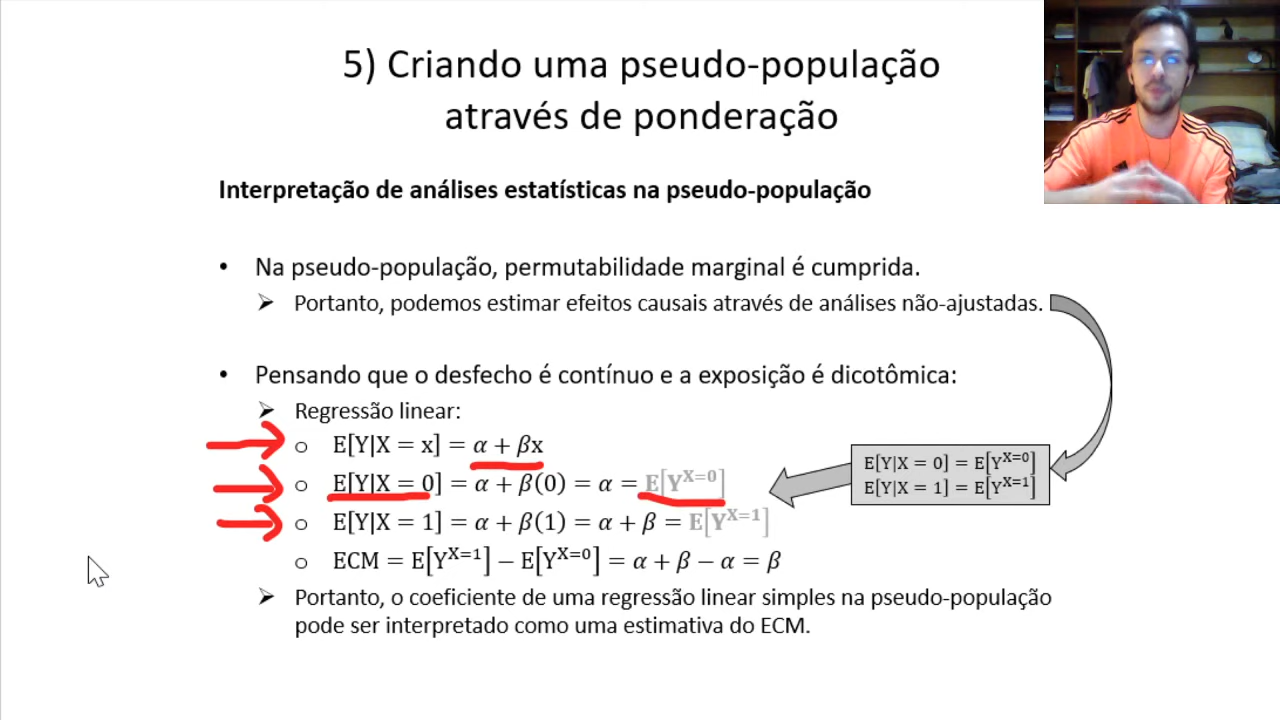 5) Criando uma pseudo-população
através de ponderação
Interpretação de análises estatísticas na pseudo-população
• Na pseudo-população, permutabilidade marginal é cumprida.
➢ Portanto, podemos estimar efeitos causais através de análises não-ajustadas.
• Pensando que o desfecho é contínuo e a exposição é dicotômica:
➢ Regressão linear:
o E[Y|X = x] = α + βx
o E[Y|X = 0] = α + β(0) = α = E[Y^{X=0}]
o E[Y|X = 1] = α + β(1) = α + β = E[Y^{X=1}]
o ECM = E[Y^{X=1}] − E[Y^{X=0}] = α + β − α = β
➢ Portanto, o coeficiente de uma regressão linear simples na pseudo-população
pode ser interpretado como uma estimativa do ECM.
E[Y|X = 0] = E[Y^{X=0}]
E[Y|X = 1] = E[Y^{X=1}]